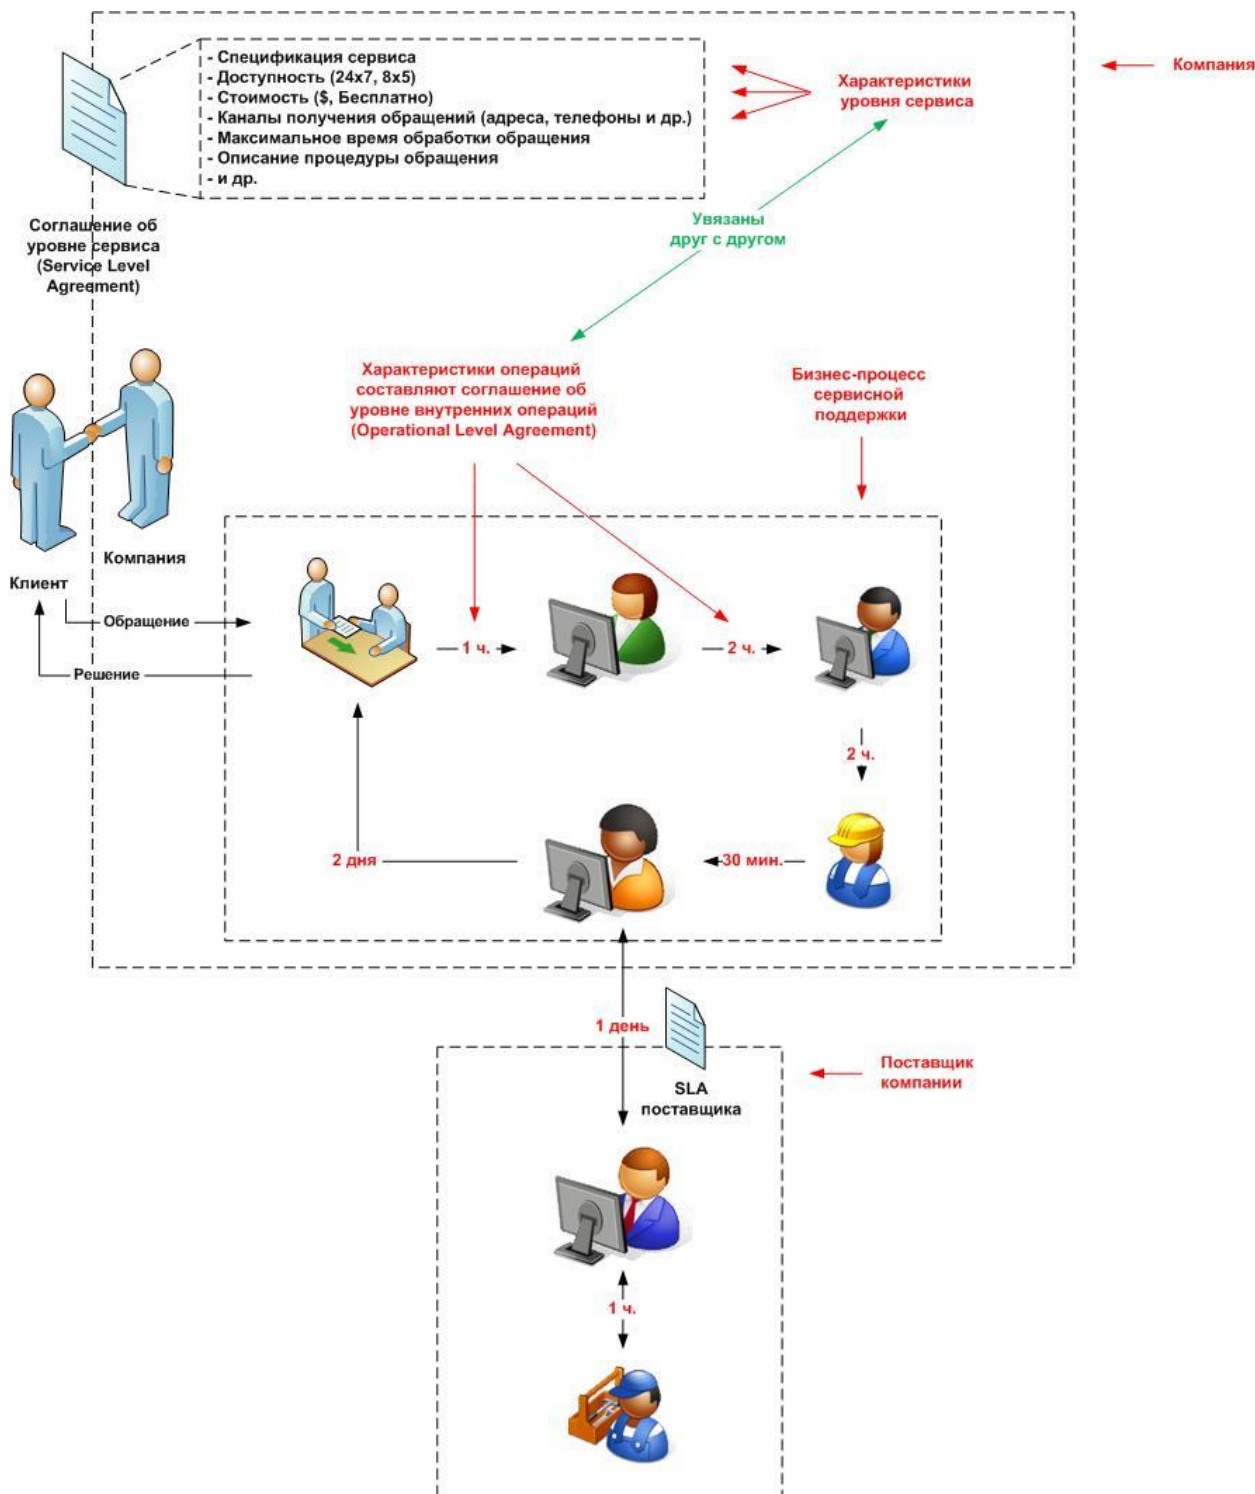 - Спецификация сервиса
- Доступность (24x7, 8x5)
- Стоимость ($, Бесплатно)
- Каналы получения обращений (адреса, телефоны и др.)
- Максимальное время обработки обращения
- Описание процедуры обращения
- и др.
Характеристики
уровня сервиса
Компания
Соглашение об
уровне сервиса
(Service Level
Agreement)
Увязаны
друг с другом
Характеристики операций
составляют соглашение об
уровне внутренних операций
(Operational Level Agreement)
Бизнес-процесс
сервисной
поддержки
Компания
Клиент
Обращение
Решение
1 ч.
2 ч.
2 ч.
30 мин.
2 дня
1 день
SLA
поставщика
Поставщик
компании
1 ч.